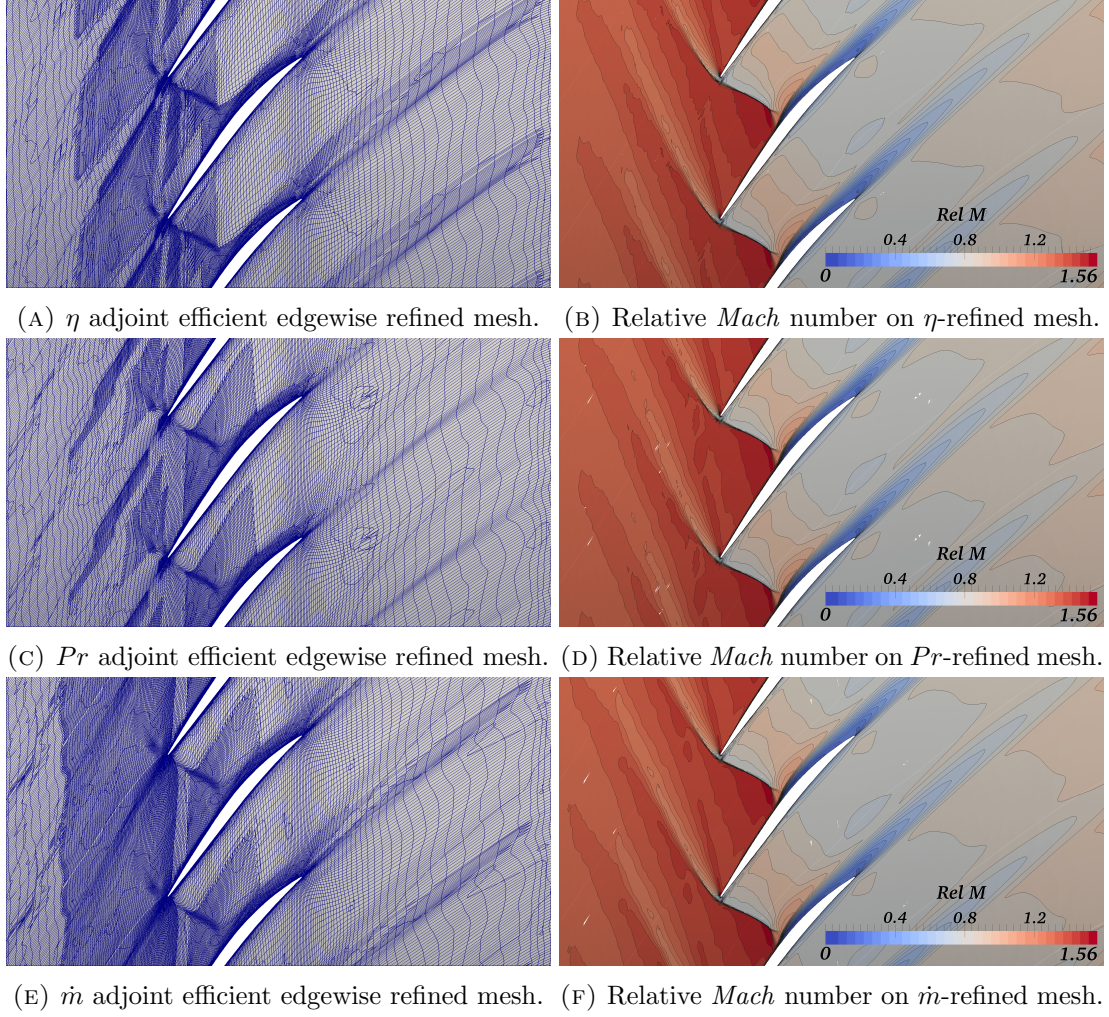 Rel M
0.4 0.8 1.2
0 1.56
(A) η adjoint efficient edgewise refined mesh. (B) Relative Mach number on η-refined mesh.
Rel M
0.4 0.8 1.2
0 1.56
(C) Pr adjoint efficient edgewise refined mesh. (D) Relative Mach number on Pr-refined mesh.
Rel M
0.4 0.8 1.2
0 1.56
(E) ṁ adjoint efficient edgewise refined mesh. (F) Relative Mach number on ṁ-refined mesh.